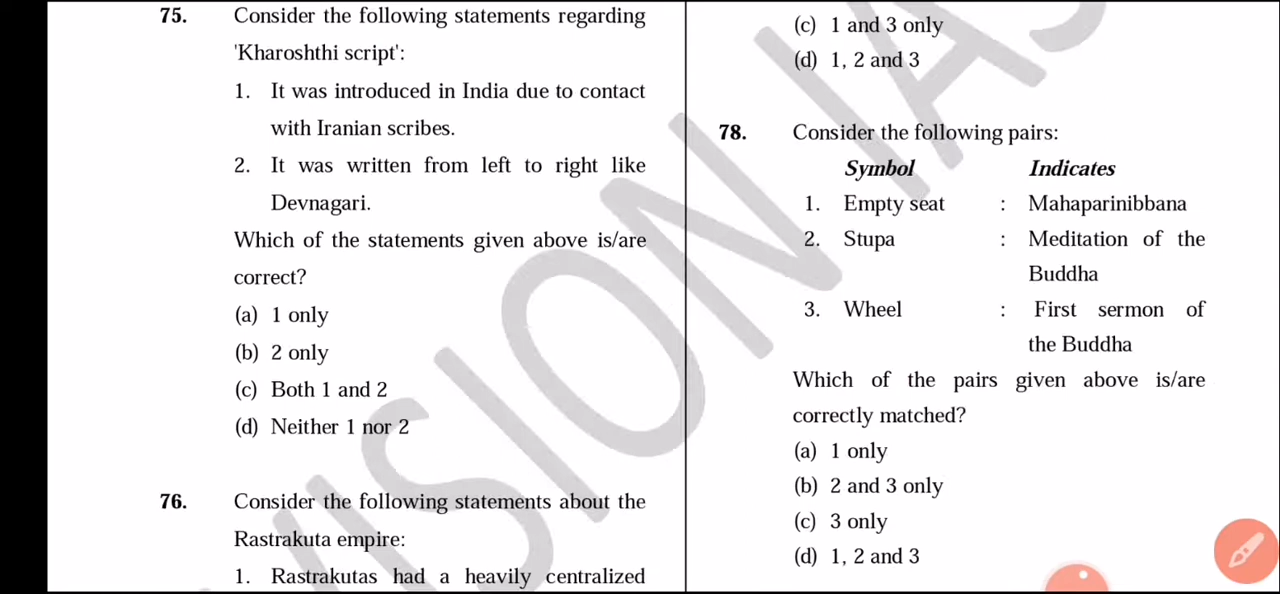 75. Consider the following statements regarding
'Kharoshthi script':
1. It was introduced in India due to contact
with Iranian scribes.
2. It was written from left to right like
Devnagari.
Which of the statements given above is/are
correct?
(a) 1 only
(b) 2 only
(c) Both 1 and 2
(d) Neither 1 nor 2
76. Consider the following statements about the
Rastrakuta empire:
1. Rastrakutas had a heavily centralized
(c) 1 and 3 only
(d) 1, 2 and 3
78. Consider the following pairs:
Symbol Indicates
1. Empty seat : Mahaparinibbana
2. Stupa : Meditation of the
Buddha
3. Wheel : First sermon of
the Buddha
Which of the pairs given above is/are
correctly matched?
(a) 1 only
(b) 2 and 3 only
(c) 3 only
(d) 1, 2 and 3
VISION IAS